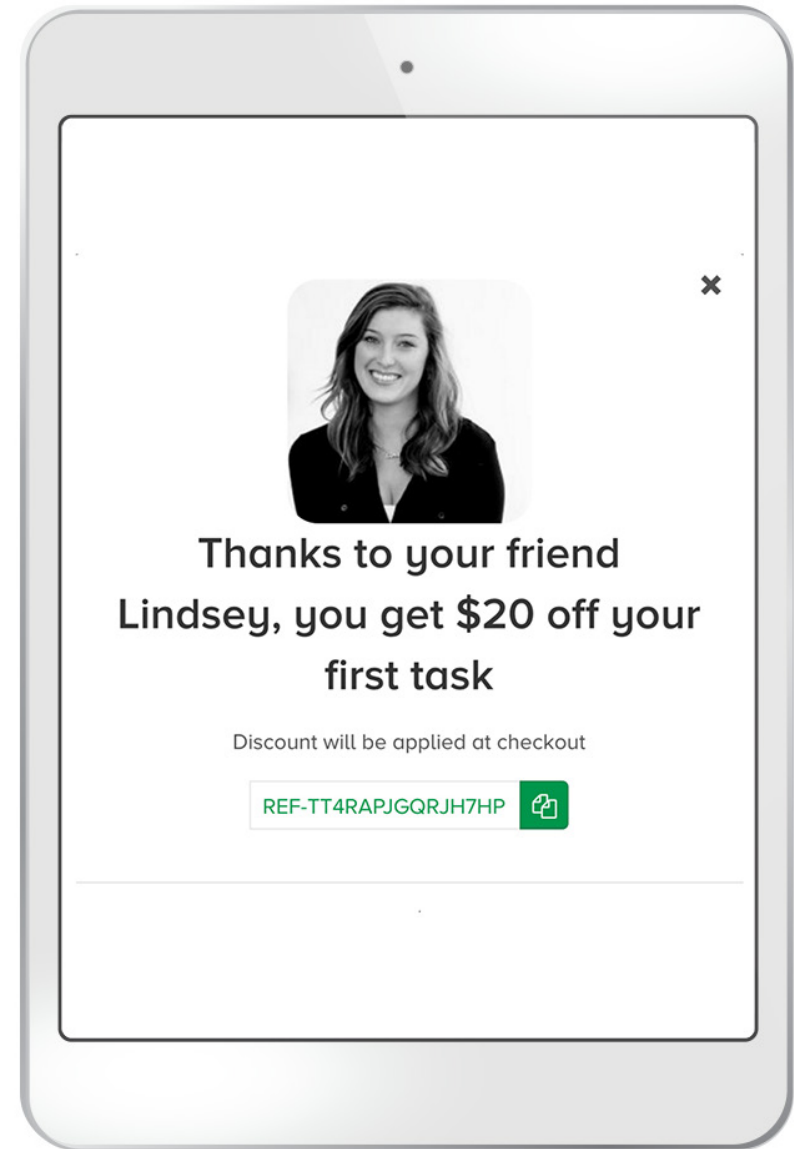 Thanks to your friend
Lindsey, you get $20 off your
first task
Discount will be applied at checkout
REF-TT4RAPJGQRJH7HP